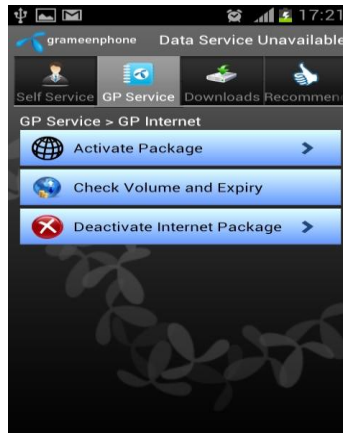 17:21
grameenphone Data Service Unavailable
Self Service GP Service Downloads Recommen
GP Service > GP Internet
Activate Package
Check Volume and Expiry
Deactivate Internet Package